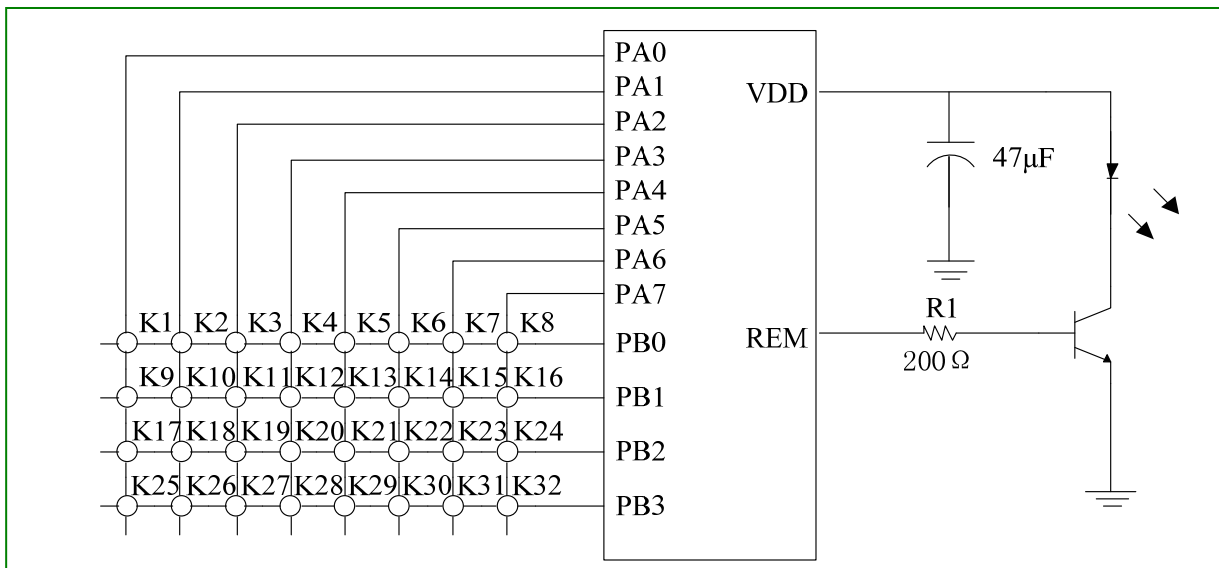 PA0
PA1
PA2
PA3
PA4
PA5
PA6
PA7
PB0
PB1
PB2
PB3
VDD
REM
47μF
R1
200Ω
K1 K2 K3 K4 K5 K6 K7 K8
K9 K10 K11 K12 K13 K14 K15 K16
K17 K18 K19 K20 K21 K22 K23 K24
K25 K26 K27 K28 K29 K30 K31 K32